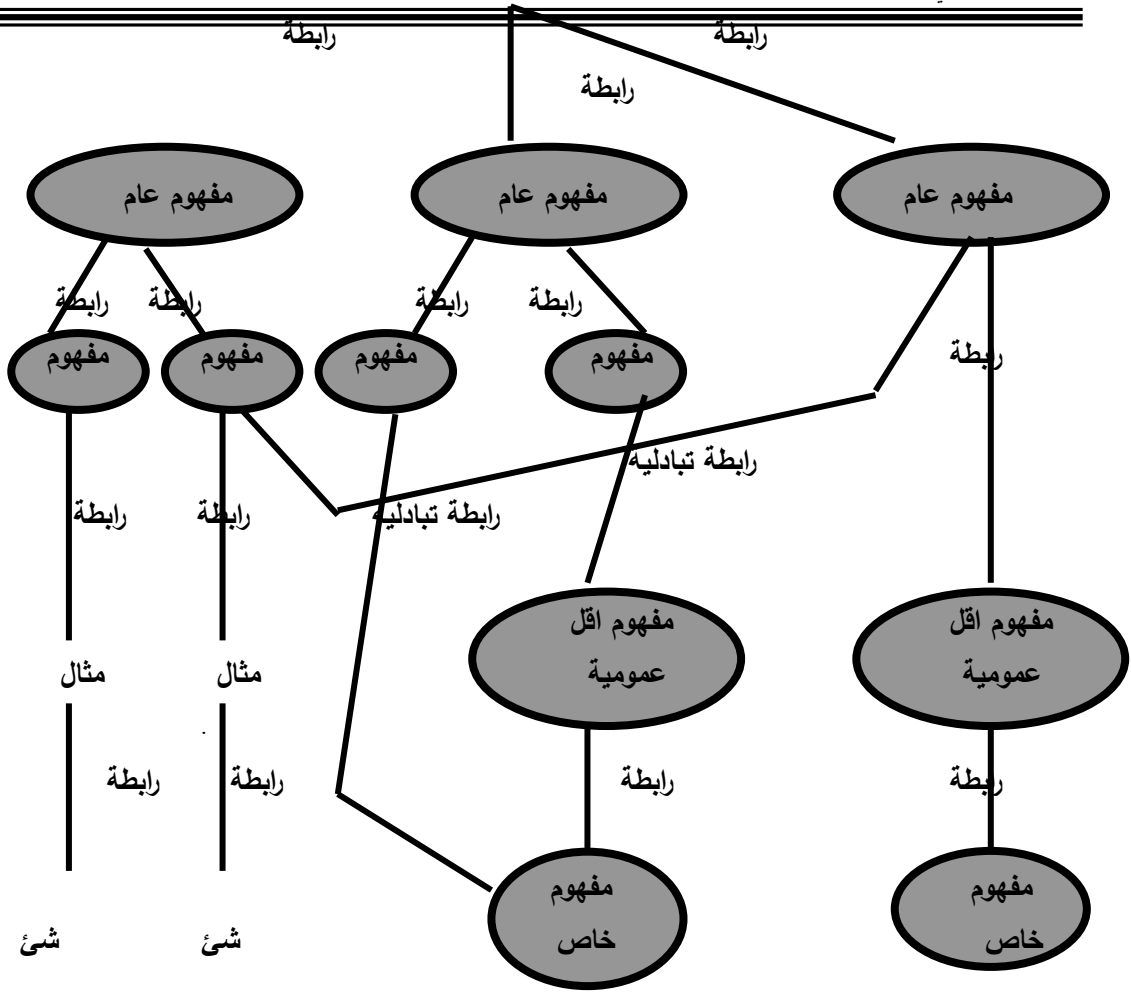 رابطة رابطة
رابطة
مفهوم عام مفهوم عام مفهوم عام
رابطة رابطة رابطة رابطة
رابطة مفهوم مفهوم مفهوم مفهوم
رابطة تبادليه
رابطة تبادليه رابطة رابطة
مفهوم اقل مفهوم اقل
عمومية عمومية
مثال مثال
رابطة رابطة رابطة رابطة
مفهوم مفهوم
خاص خاص شئ شئ